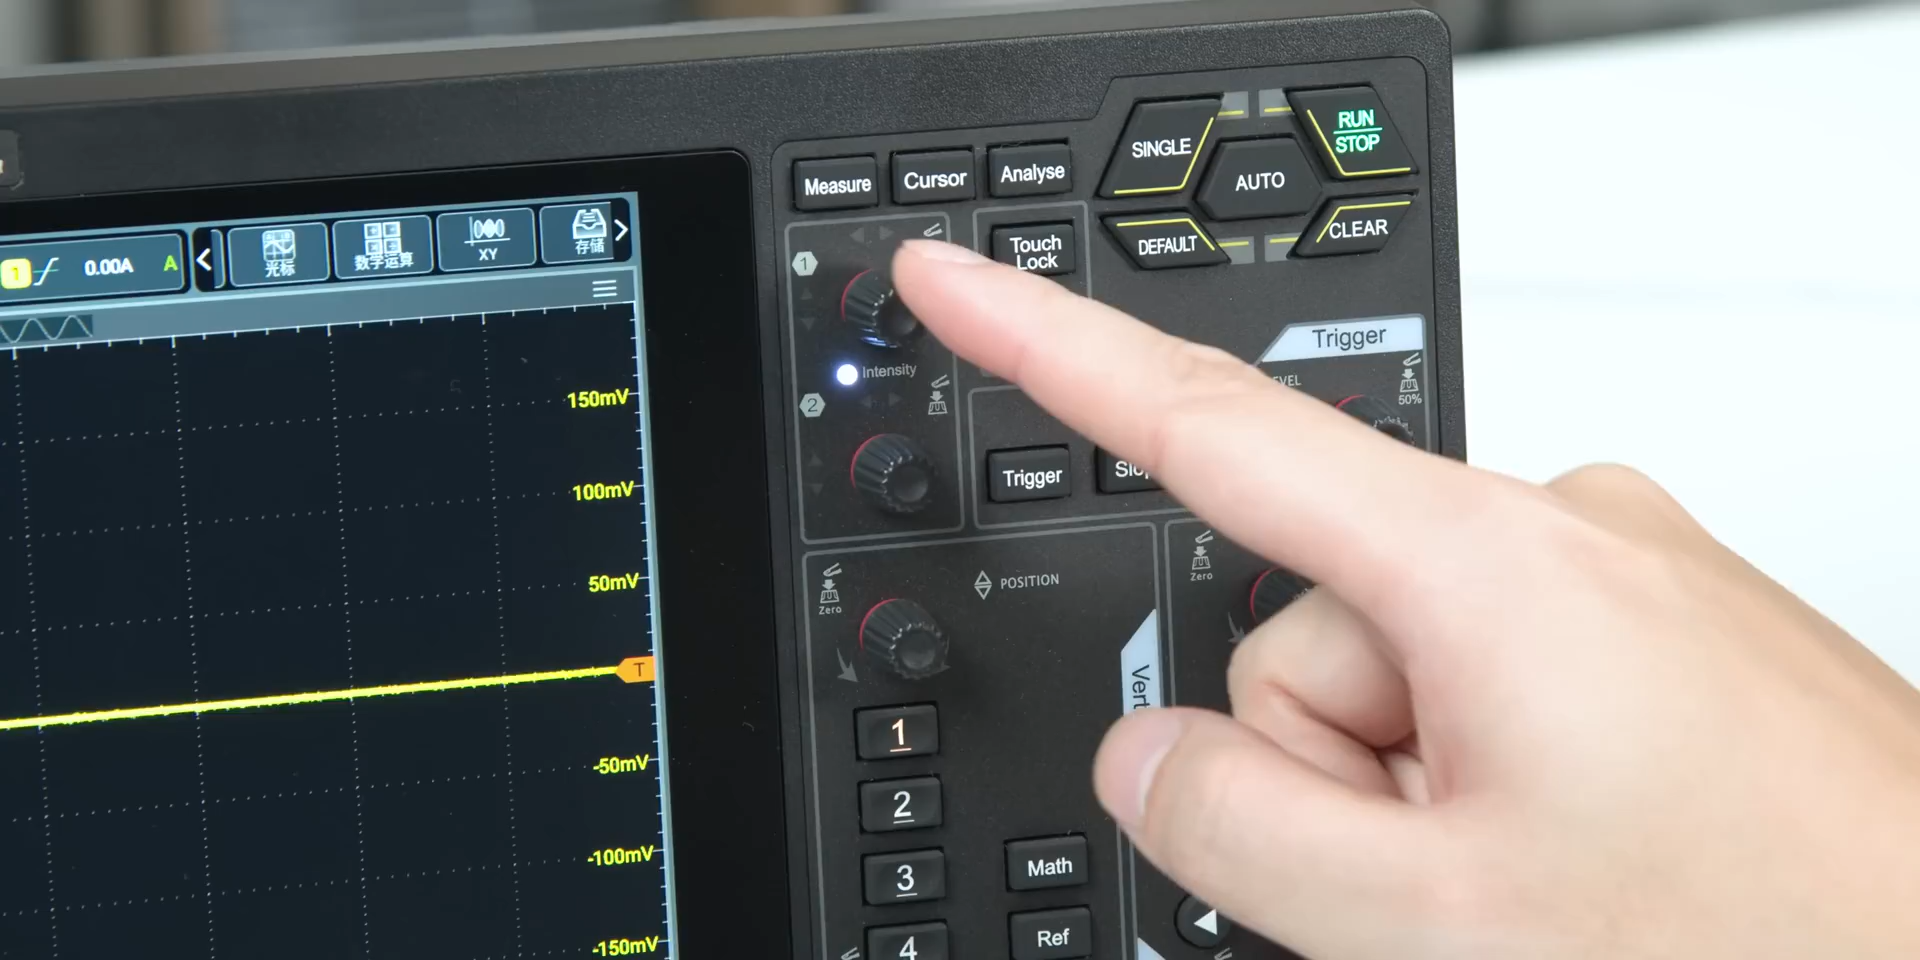 SINGLE
RUN
STOP
AUTO
DEFAULT
CLEAR
Measure
Cursor
Analyse
Touch
Lock
1
0.00A
A
光标
数学运算
XY
存储
1
Intensity
2
Trigger
50%
Trigger
150mV
100mV
50mV
T
-50mV
-100mV
-150mV
Zero
POSITION
Zero
1
2
3
4
Math
Ref